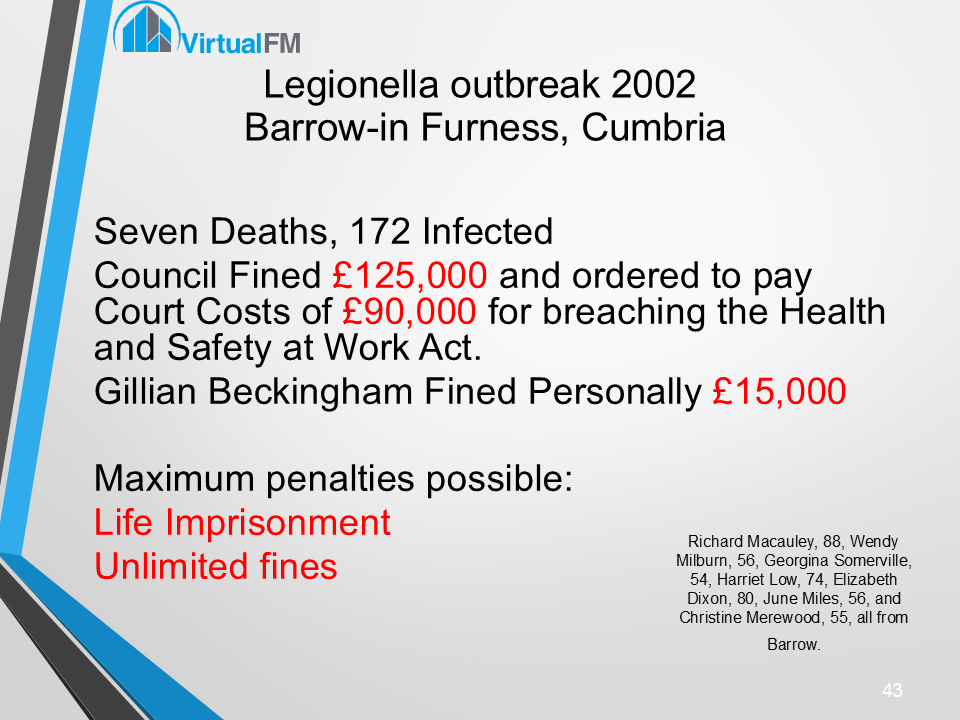 VirtualFM
Legionella outbreak 2002
Barrow-in Furness, Cumbria
Seven Deaths, 172 Infected
Council Fined £125,000 and ordered to pay
Court Costs of £90,000 for breaching the Health
and Safety at Work Act.
Gillian Beckingham Fined Personally £15,000
Maximum penalties possible:
Life Imprisonment
Unlimited fines
Richard Macauley, 88, Wendy
Milburn, 56, Georgina Somerville,
54, Harriet Low, 74, Elizabeth
Dixon, 80, June Miles, 56, and
Christine Merewood, 55, all from
Barrow.
43